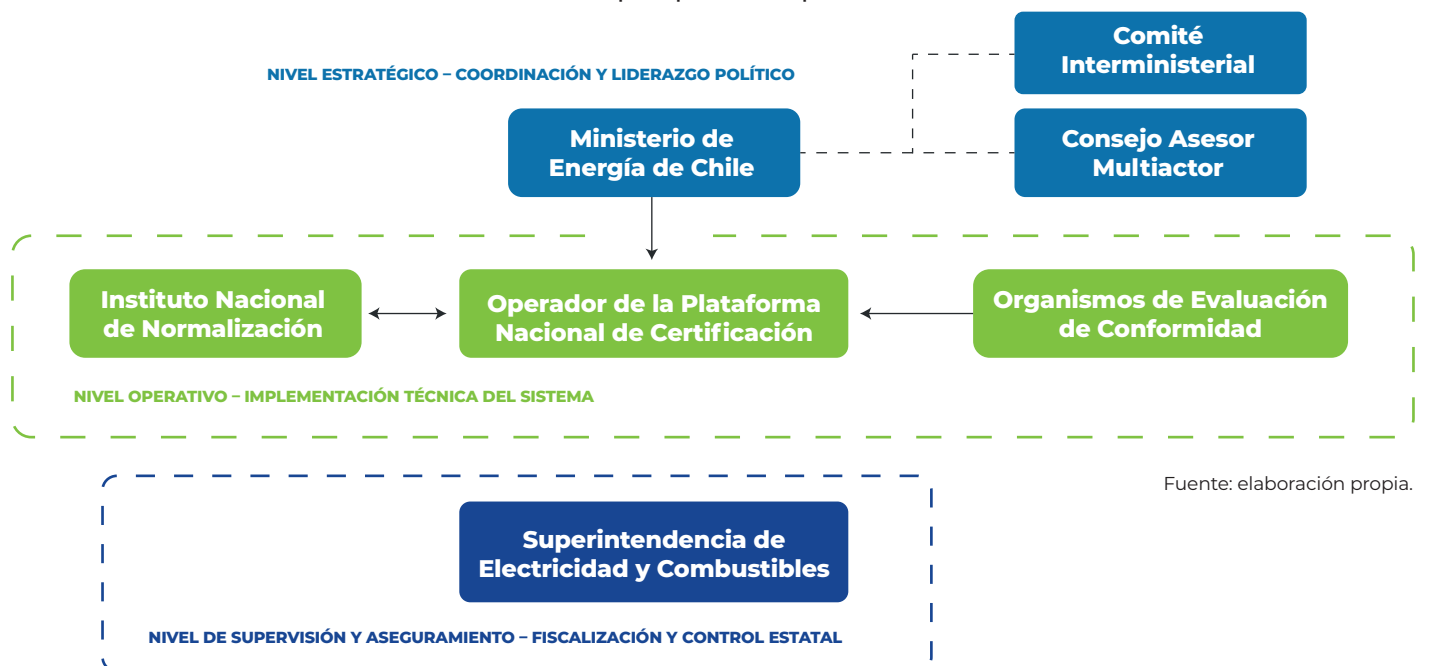 Comité
Interministerial
NIVEL ESTRATÉGICO – COORDINACIÓN Y LIDERAZGO POLÍTICO
Ministerio de
Energía de Chile
Consejo Asesor
Multiactor
Instituto Nacional
de Normalización
Operador de la Plataforma
Nacional de Certificación
Organismos de Evaluación
de Conformidad
NIVEL OPERATIVO – IMPLEMENTACIÓN TÉCNICA DEL SISTEMA
Fuente: elaboración propia.
Superintendencia de
Electricidad y Combustibles
NIVEL DE SUPERVISIÓN Y ASEGURAMIENTO – FISCALIZACIÓN Y CONTROL ESTATAL